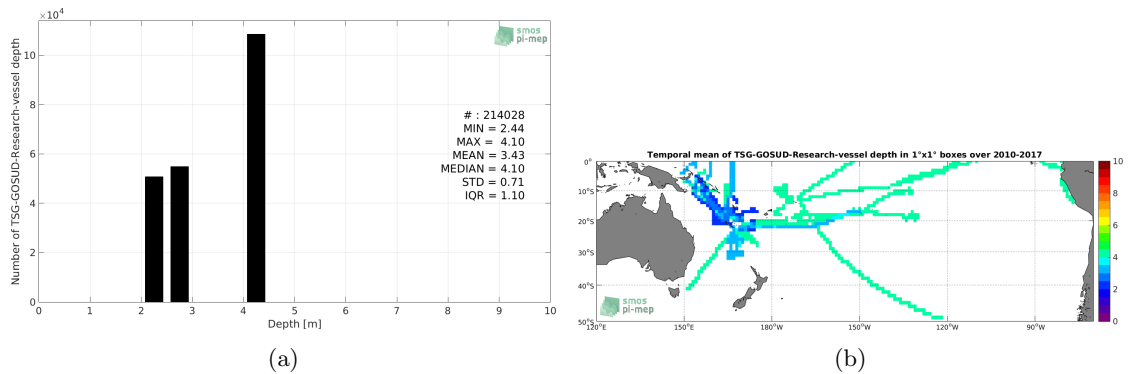 ×10⁴
10
8
6
4
2
0
Number of TSG-GOSUD-Research-vessel depth
smos
pi-mep
# : 214028
MIN = 2.44
MAX = 4.10
MEAN = 3.43
MEDIAN = 4.10
STD = 0.71
IQR = 1.10
0 1 2 3 4 5 6 7 8 9 10
Depth [m]
(a)
Temporal mean of TSG-GOSUD-Research-vessel depth in 1°x1° boxes over 2010-2017
0°
10°S
20°S
30°S
40°S
50°S
120°E 150°E 180°W 150°W 120°W 90°W
smos
pi-mep
10
8
6
4
2
0
(b)